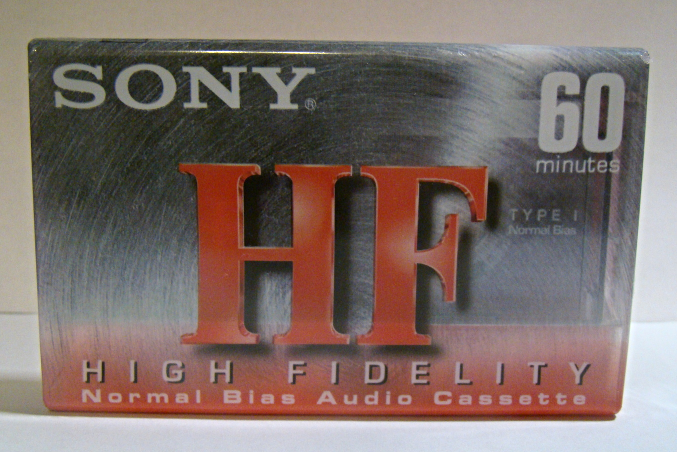 SONY®
60
minutes
HF
TYPE I
Normal Bias
HIGH FIDELITY
Normal Bias Audio Cassette